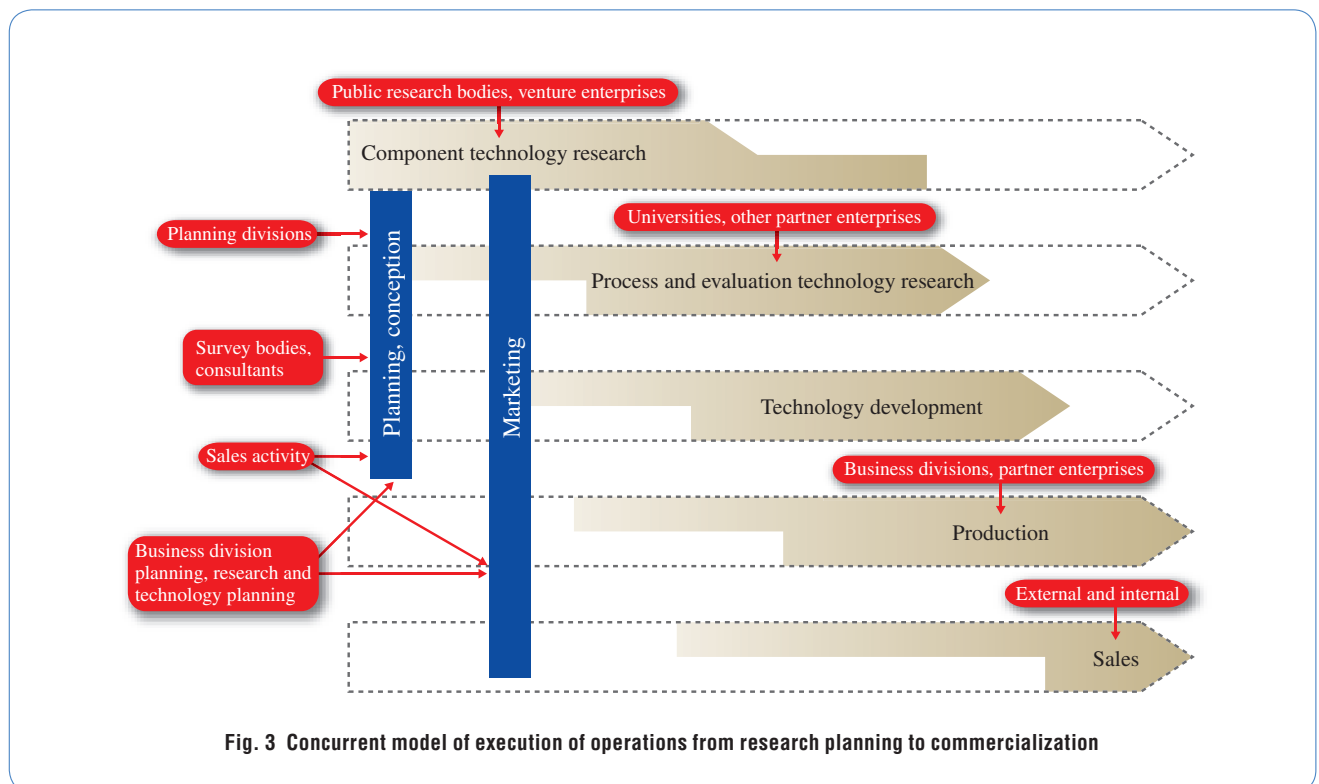 Public research bodies, venture enterprises
Component technology research
Universities, other partner enterprises
Planning divisions
Planning, conception
Process and evaluation technology research
Survey bodies,
consultants
Marketing
Technology development
Sales activity
Business divisions, partner enterprises
Production
Business division
planning, research and
technology planning
External and internal
Sales
Fig. 3 Concurrent model of execution of operations from research planning to commercialization